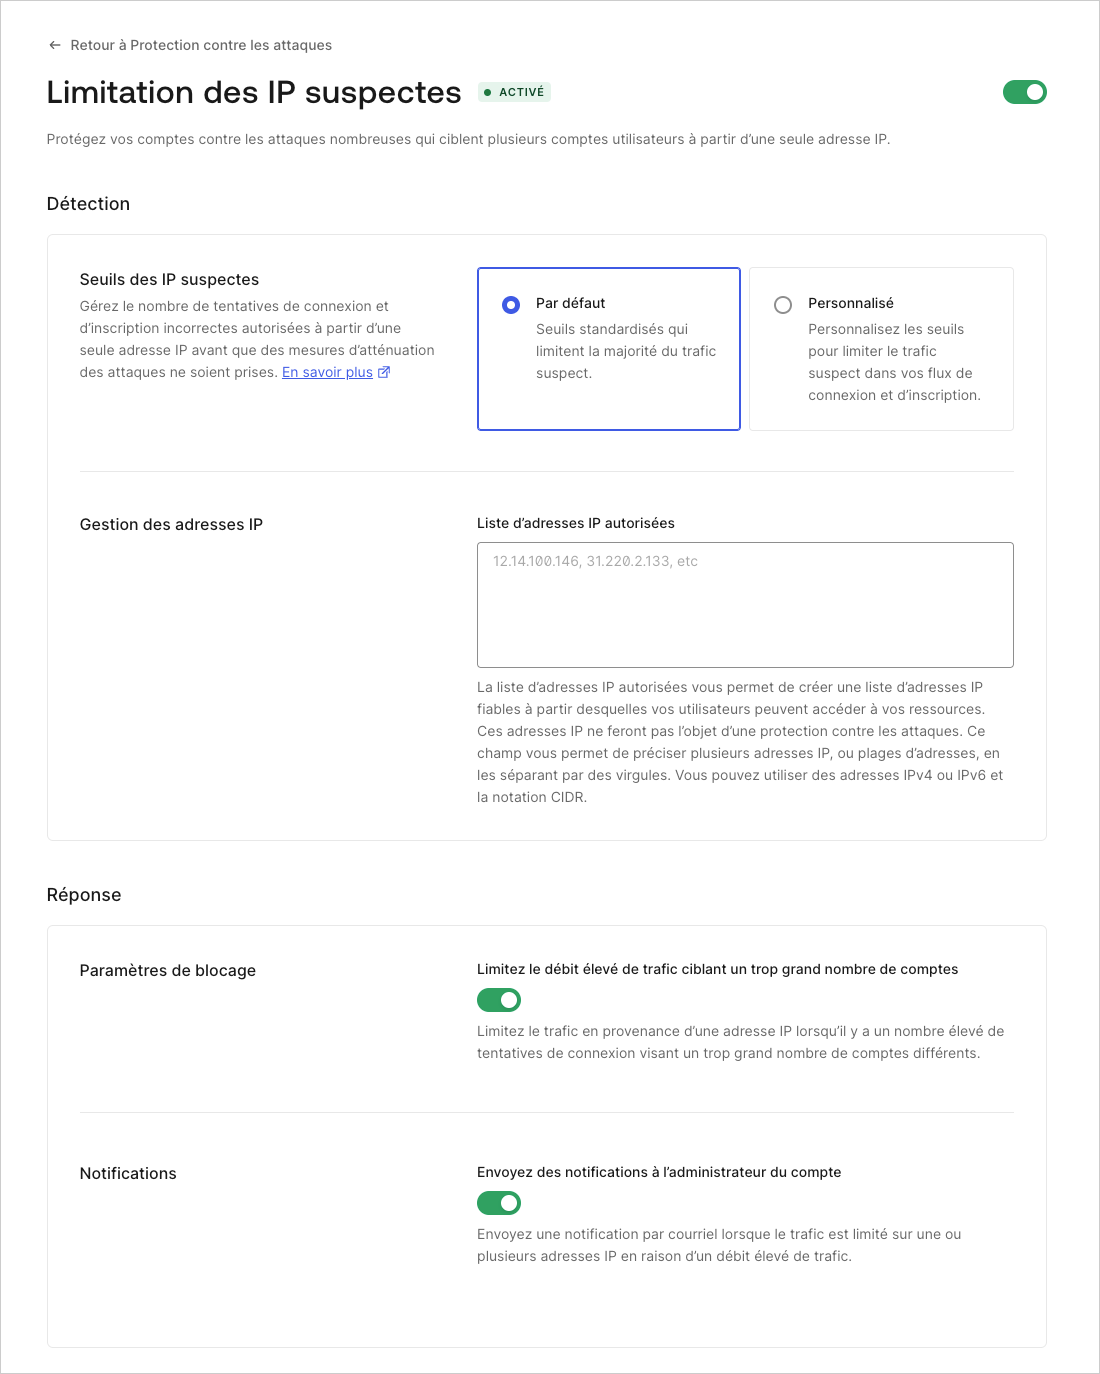 Retour à Protection contre les attaques
Limitation des IP suspectes
ACTIVÉ
Protégez vos comptes contre les attaques nombreuses qui ciblent plusieurs comptes utilisateurs à partir d’une seule adresse IP.
Détection
Seuils des IP suspectes
Gérez le nombre de tentatives de connexion et
d’inscription incorrectes autorisées à partir d’une
seule adresse IP avant que des mesures d’atténuation
des attaques ne soient prises. En savoir plus
Par défaut
Seuils standardisés qui
limitent la majorité du trafic
suspect.
Personnalisé
Personnalisez les seuils
pour limiter le trafic
suspect dans vos flux de
connexion et d’inscription.
Gestion des adresses IP
Liste d’adresses IP autorisées
12.14.100.146, 31.220.2.133, etc
La liste d’adresses IP autorisées vous permet de créer une liste d’adresses IP
fiables à partir desquelles vos utilisateurs peuvent accéder à vos ressources.
Ces adresses IP ne feront pas l’objet d’une protection contre les attaques. Ce
champ vous permet de préciser plusieurs adresses IP, ou plages d’adresses, en
les séparant par des virgules. Vous pouvez utiliser des adresses IPv4 ou IPv6 et
la notation CIDR.
Réponse
Paramètres de blocage
Limitez le débit élevé de trafic ciblant un trop grand nombre de comptes
Limitez le trafic en provenance d’une adresse IP lorsqu’il y a un nombre élevé de
tentatives de connexion visant un trop grand nombre de comptes différents.
Notifications
Envoyez des notifications à l’administrateur du compte
Envoyez une notification par courriel lorsque le trafic est limité sur une ou
plusieurs adresses IP en raison d’un débit élevé de trafic.